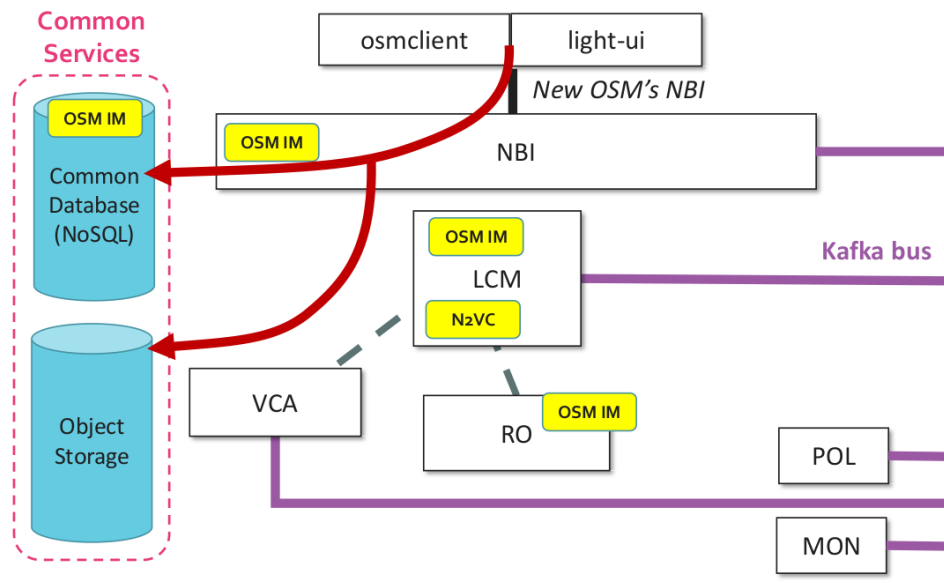 Common
Services
osmclient
light-ui
New OSM's NBI
OSM IM
Common
Database
(NoSQL)
OSM IM
NBI
OSM IM
LCM
N2VC
Kafka bus
Object
Storage
VCA
RO
OSM IM
POL
MON